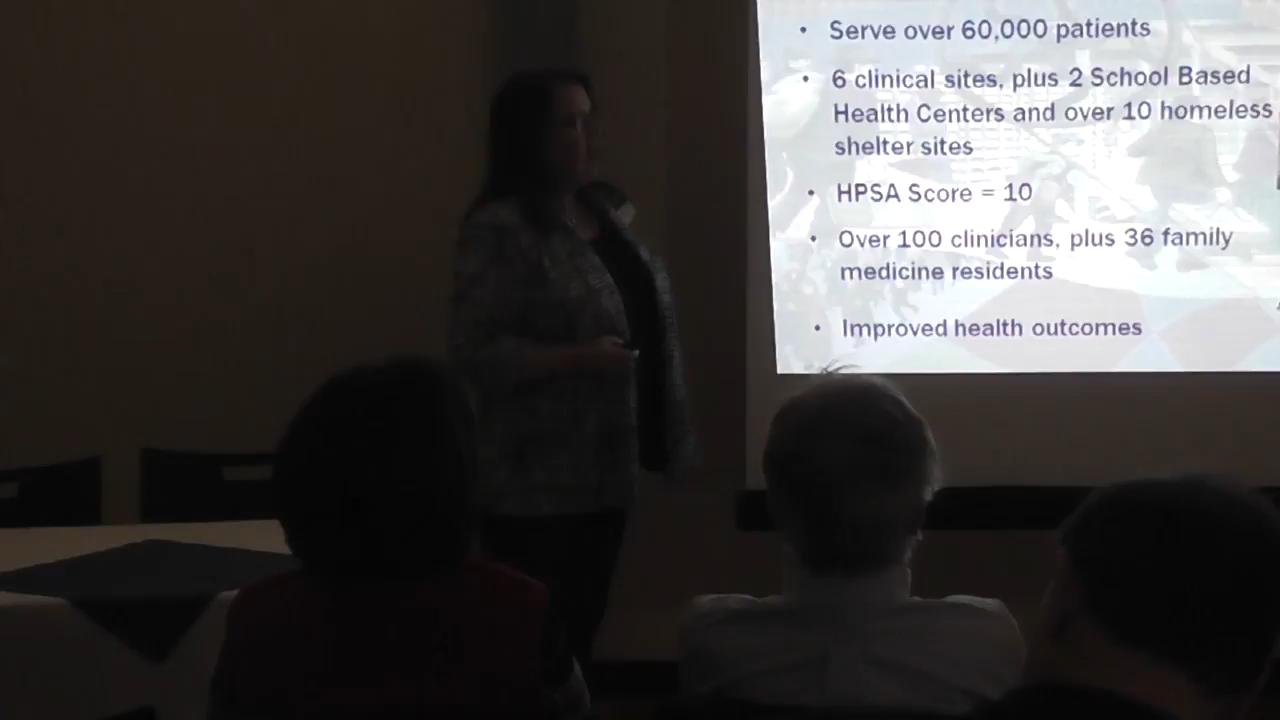 • Serve over 60,000 patients
• 6 clinical sites, plus 2 School Based
Health Centers and over 10 homeless
shelter sites
• HPSA Score = 10
• Over 100 clinicians, plus 36 family
medicine residents
• Improved health outcomes